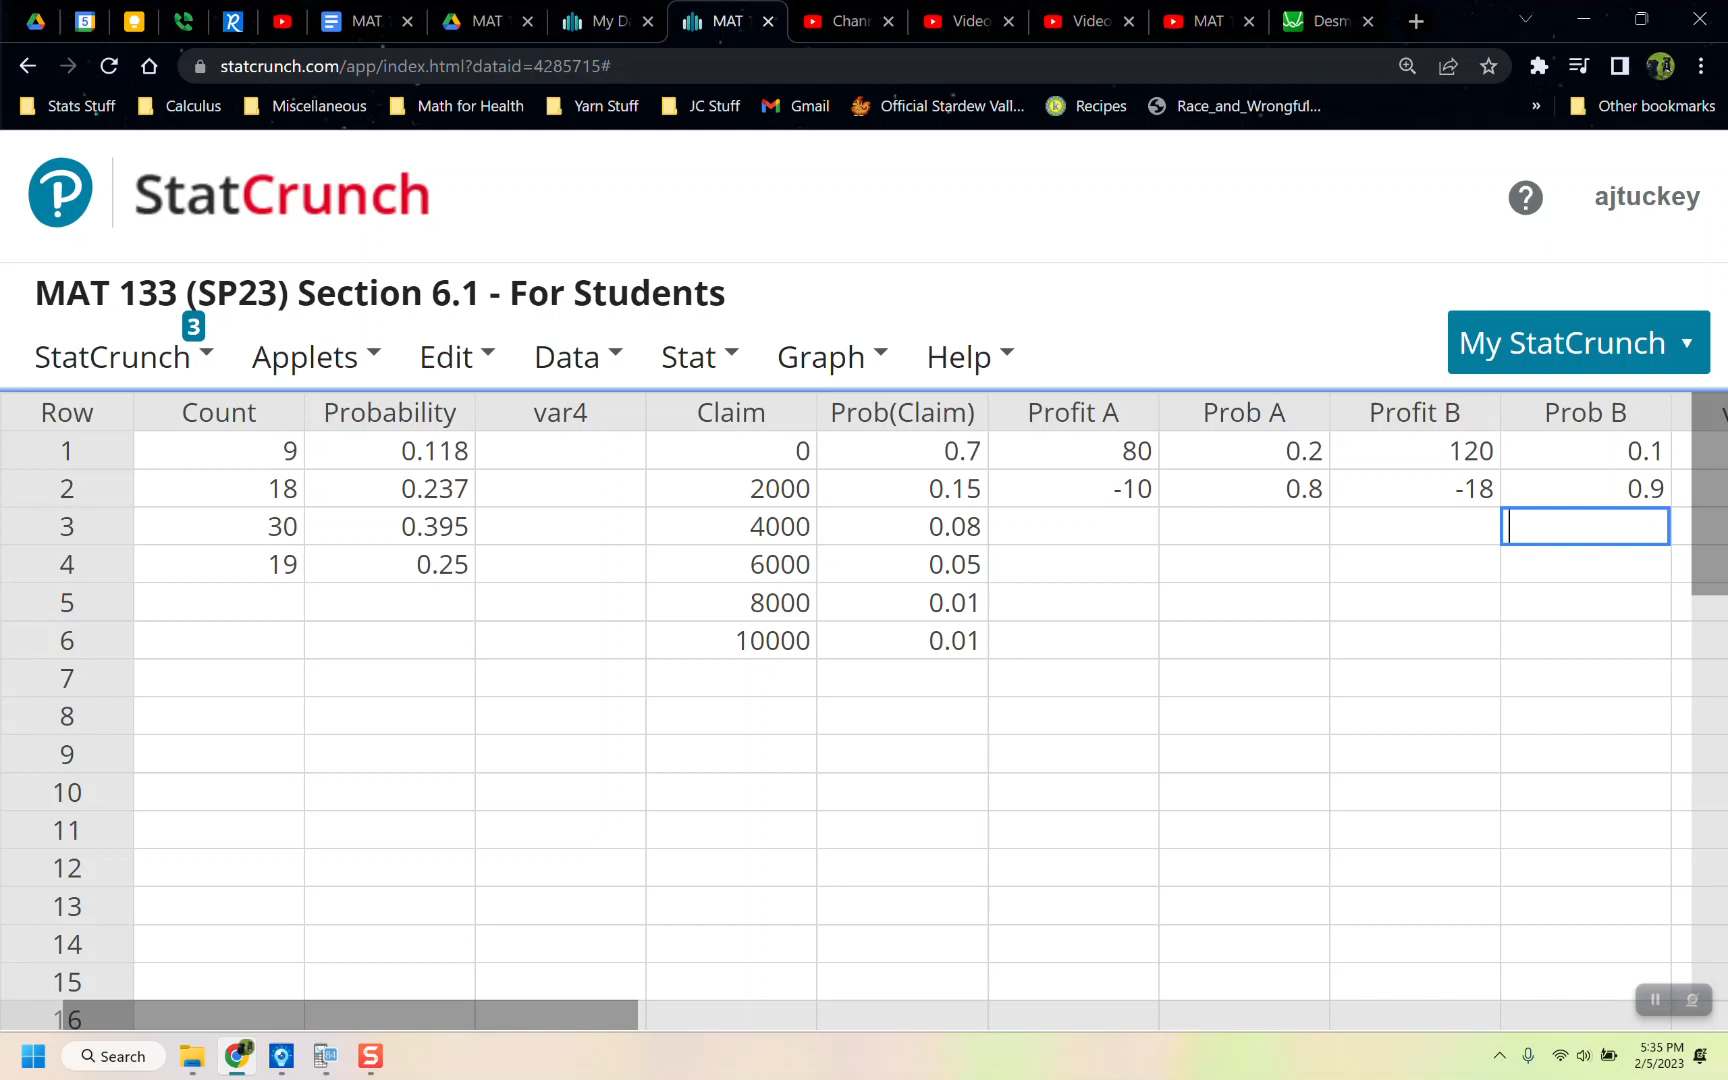 5 R MAT My Da MAT Chann Video Video MAT Desm
statcrunch.com/app/index.html?dataid=4285715#
Stats Stuff Calculus Miscellaneous Math for Health Yarn Stuff JC Stuff Gmail Official Stardew Vall... Recipes Race_and_Wrongful... » Other bookmarks
P StatCrunch ? ajtuckey
MAT 133 (SP23) Section 6.1 - For Students
3
StatCrunch Applets Edit Data Stat Graph Help My StatCrunch
Row Count Probability var4 Claim Prob(Claim) Profit A Prob A Profit B Prob B
1 9 0.118 0 0.7 80 0.2 120 0.1
2 18 0.237 2000 0.15 -10 0.8 -18 0.9
3 30 0.395 4000 0.08
4 19 0.25 6000 0.05
5 8000 0.01
6 10000 0.01
7
8
9
10
11
12
13
14
15
16
Search S 5:35 PM
2/5/2023